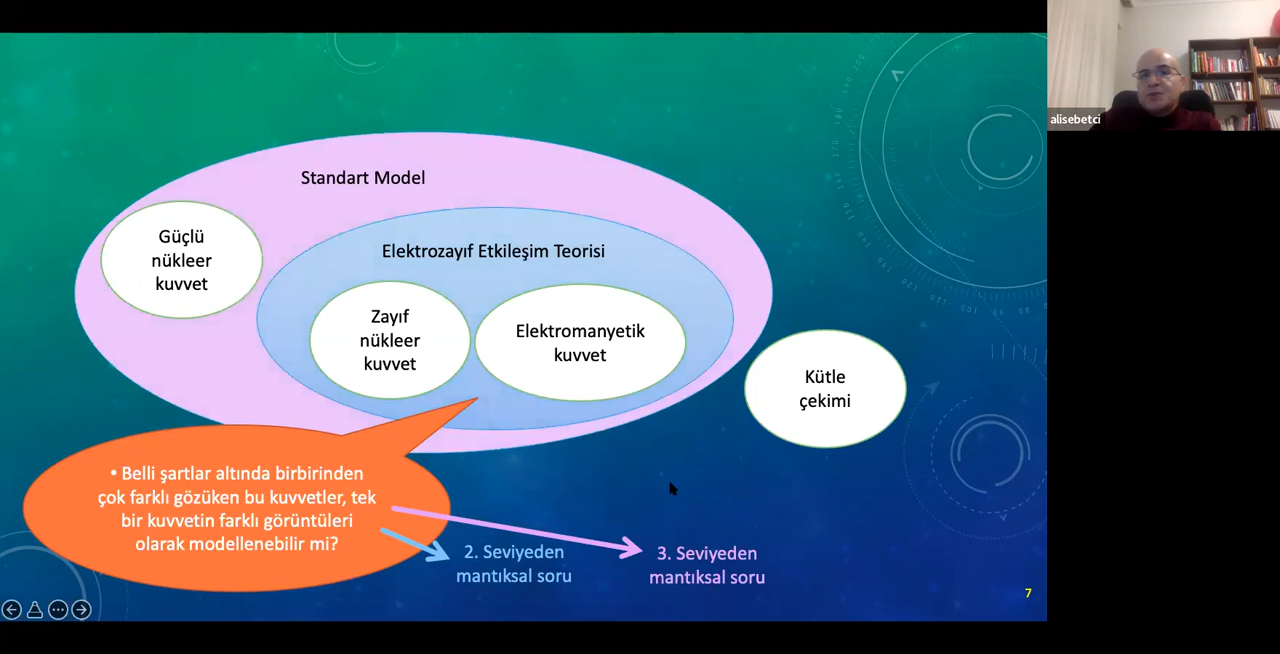 alisebetci
Standart Model
Güçlü
nükleer
kuvvet
Elektrozayıf Etkileşim Teorisi
Zayıf
nükleer
kuvvet
Elektromanyetik
kuvvet
Kütle
çekimi
• Belli şartlar altında birbirinden
çok farklı gözüken bu kuvvetler, tek
bir kuvvetin farklı görüntüleri
olarak modellenebilir mi?
2. Seviyeden
mantıksal soru
3. Seviyeden
mantıksal soru
7